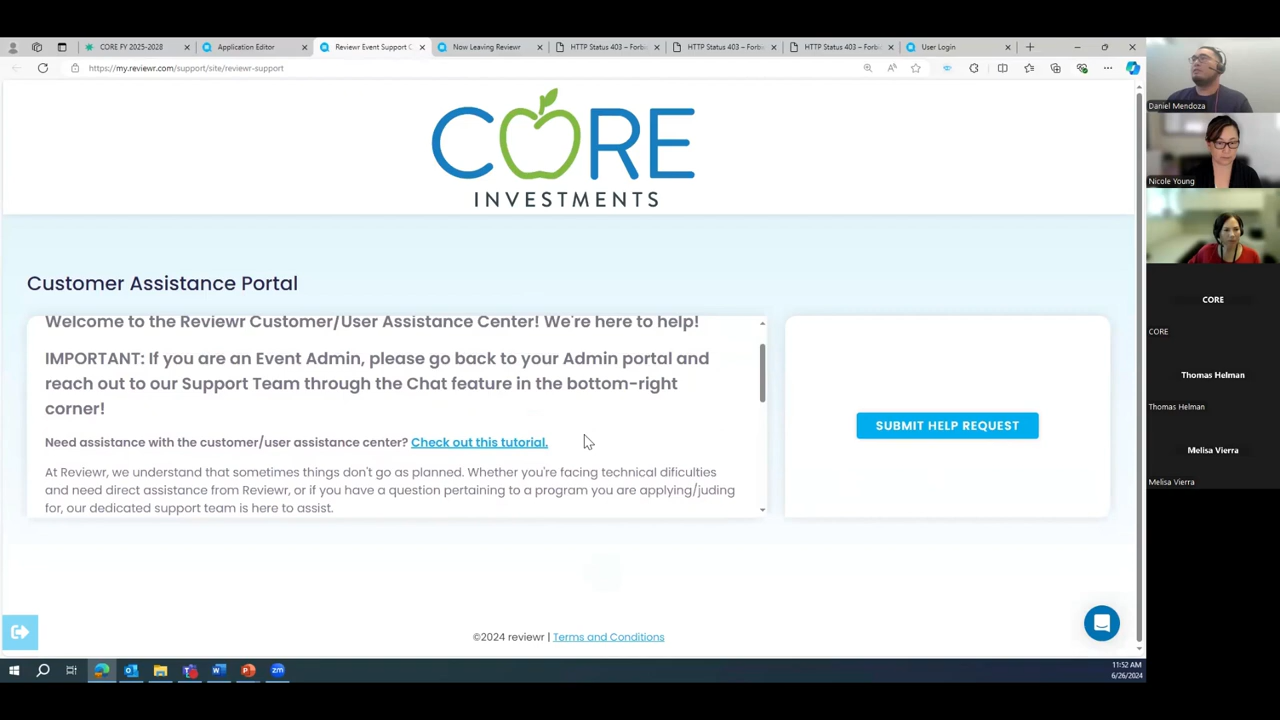 CORE FY 2025-2028
Application Editor
Reviewr Event Support C
Now Leaving Reviewr
HTTP Status 403 – Forb
HTTP Status 403 – Forb
HTTP Status 403 – Forb
User Login
https://my.reviewr.com/support/site/reviewr-support
CORE
INVESTMENTS
Customer Assistance Portal
Welcome to the Reviewr Customer/User Assistance Center! We're here to help!
IMPORTANT: If you are an Event Admin, please go back to your Admin portal and
reach out to our Support Team through the Chat feature in the bottom-right
corner!
Need assistance with the customer/user assistance center? Check out this tutorial.
At Reviewr, we understand that sometimes things don't go as planned. Whether you're facing technical dificulties
and need direct assistance from Reviewr, or if you have a question pertaining to a program you are applying/juding
for, our dedicated support team is here to assist.
SUBMIT HELP REQUEST
©2024 reviewr | Terms and Conditions
11:52 AM
6/26/2024
Daniel Mendoza
Nicole Young
CORE
CORE
Thomas Helman
Thomas Helman
Melisa Vierra
Melisa Vierra